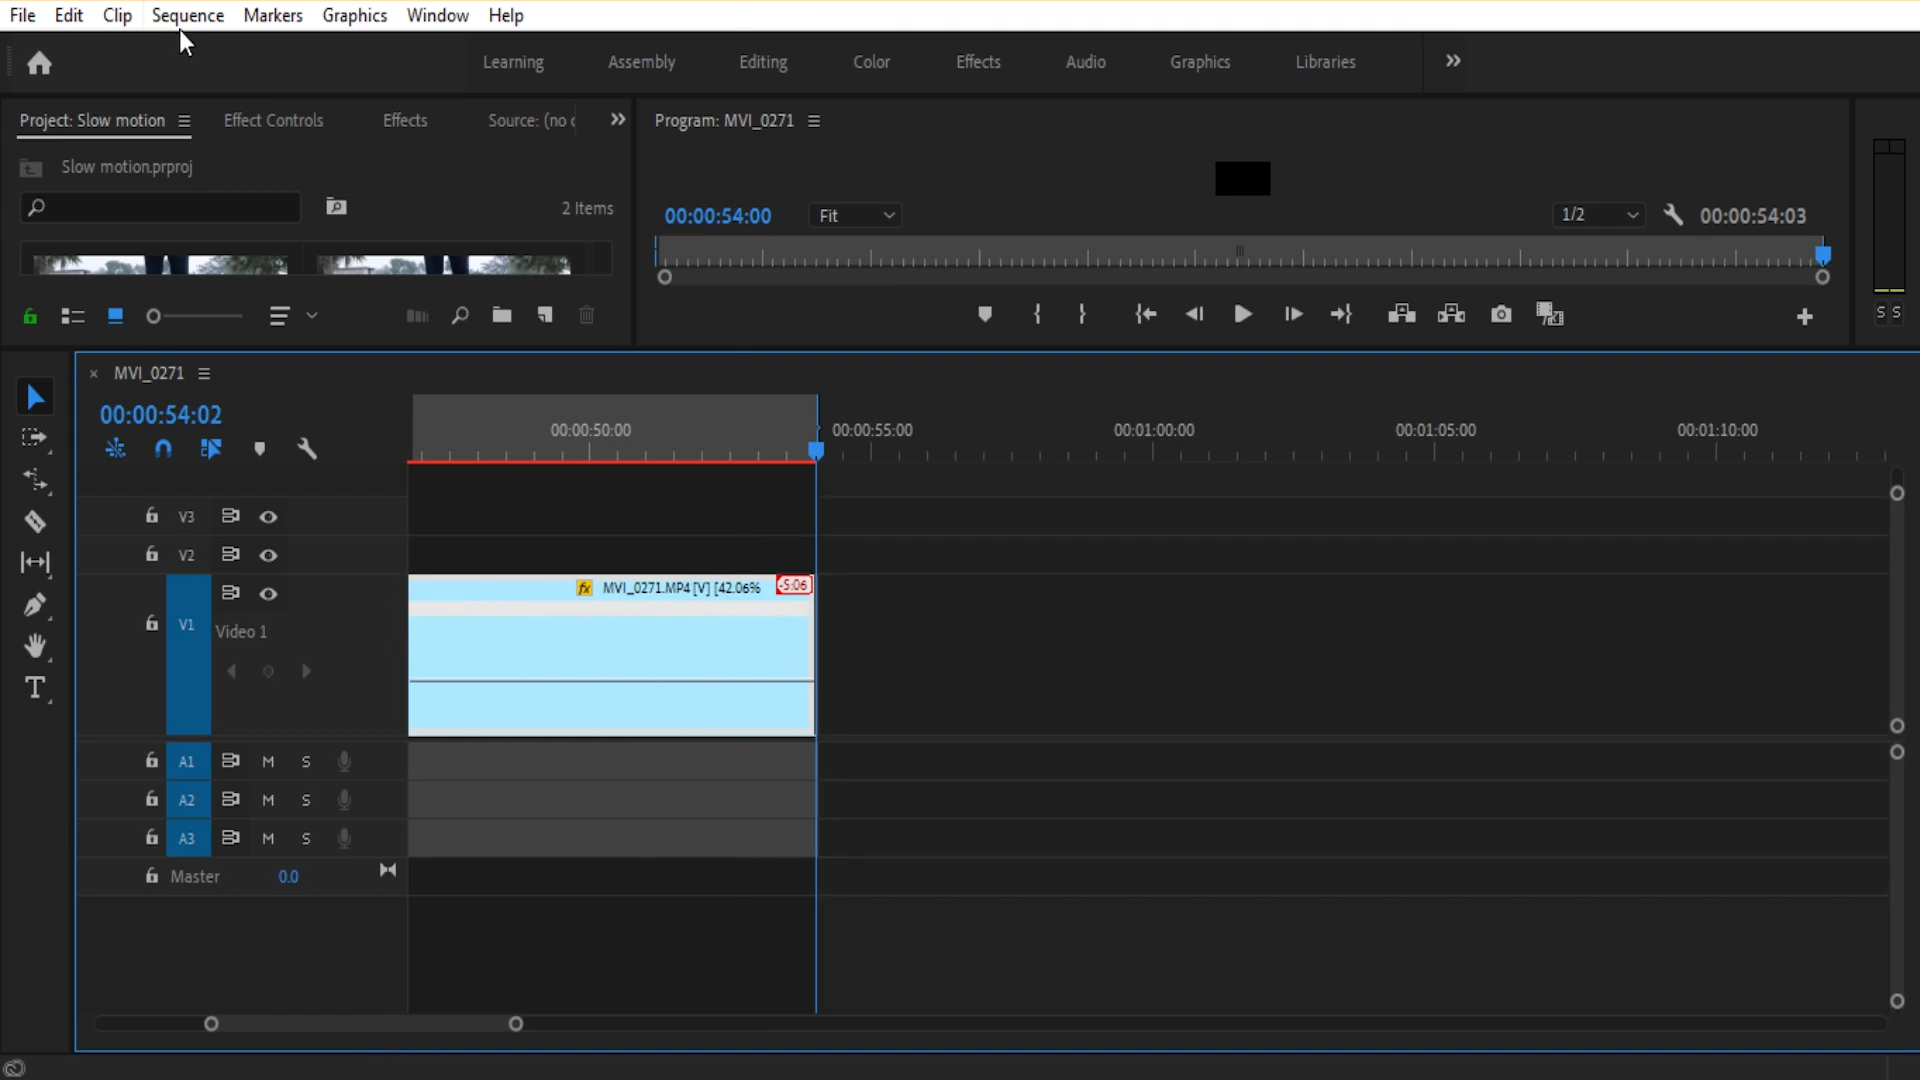 File Edit Clip Sequence Markers Graphics Window Help
Learning Assembly Editing Color Effects Audio Graphics Libraries
Project: Slow motion Effect Controls Effects Source: (no
Program: MVI_0271
Slow motion.prproj
2 Items
00:00:54:00 Fit 1/2 00:00:54:03
S S
MVI_0271
00:00:54:02
00:00:50:00 00:00:55:00 00:01:00:00 00:01:05:00 00:01:10:00
V3
V2
MVI_0271.MP4 [V] [42.06% -5:06
fx
V1
Video 1
A1 M S
A2 M S
A3 M S
Master 0.0
T